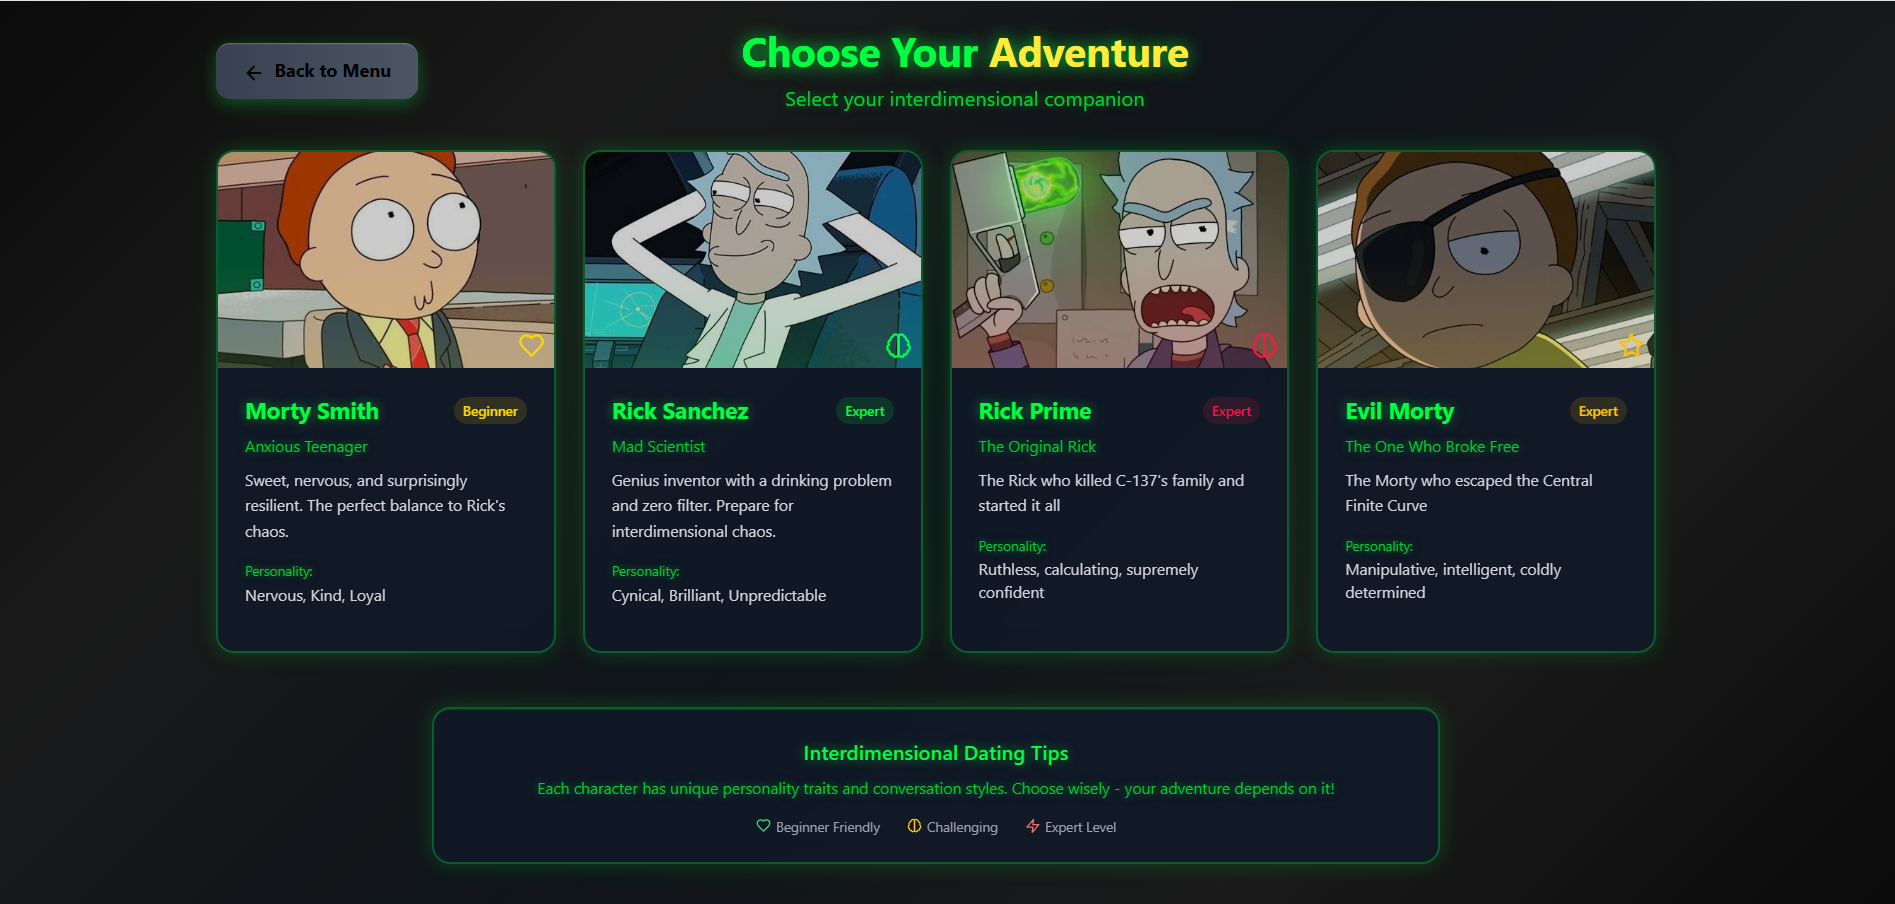 Back to Menu
Choose Your Adventure
Select your interdimensional companion
Morty Smith
Beginner
Anxious Teenager
Sweet, nervous, and surprisingly
resilient. The perfect balance to Rick's
chaos.
Personality:
Nervous, Kind, Loyal
Rick Sanchez
Expert
Mad Scientist
Genius inventor with a drinking problem
and zero filter. Prepare for
interdimensional chaos.
Personality:
Cynical, Brilliant, Unpredictable
Rick Prime
Expert
The Original Rick
The Rick who killed C-137's family and
started it all
Personality:
Ruthless, calculating, supremely
confident
Evil Morty
Expert
The One Who Broke Free
The Morty who escaped the Central
Finite Curve
Personality:
Manipulative, intelligent, coldly
determined
Interdimensional Dating Tips
Each character has unique personality traits and conversation styles. Choose wisely - your adventure depends on it!
Beginner Friendly
Challenging
Expert Level